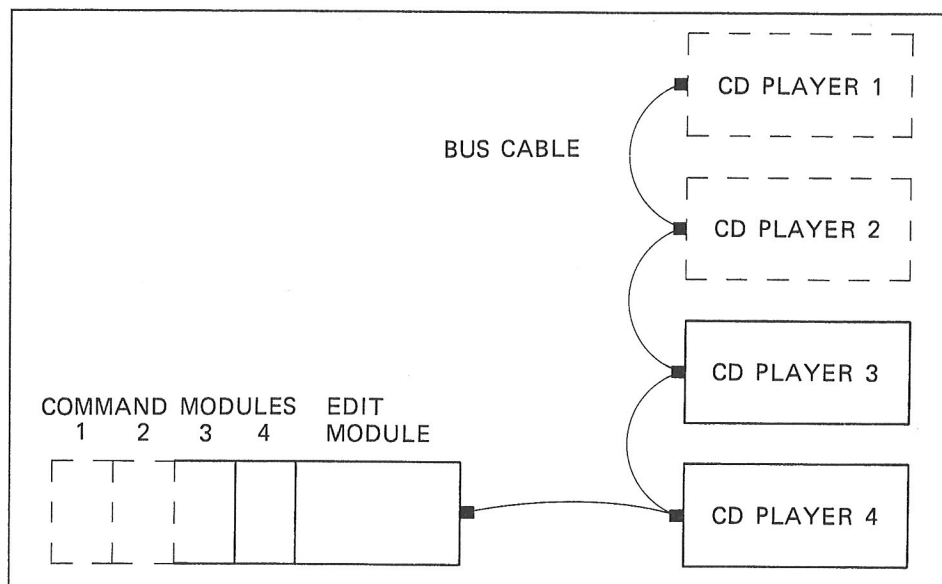 CD PLAYER 1
BUS CABLE
CD PLAYER 2
CD PLAYER 3
COMMAND MODULES EDIT
1 2 3 4 MODULE
CD PLAYER 4